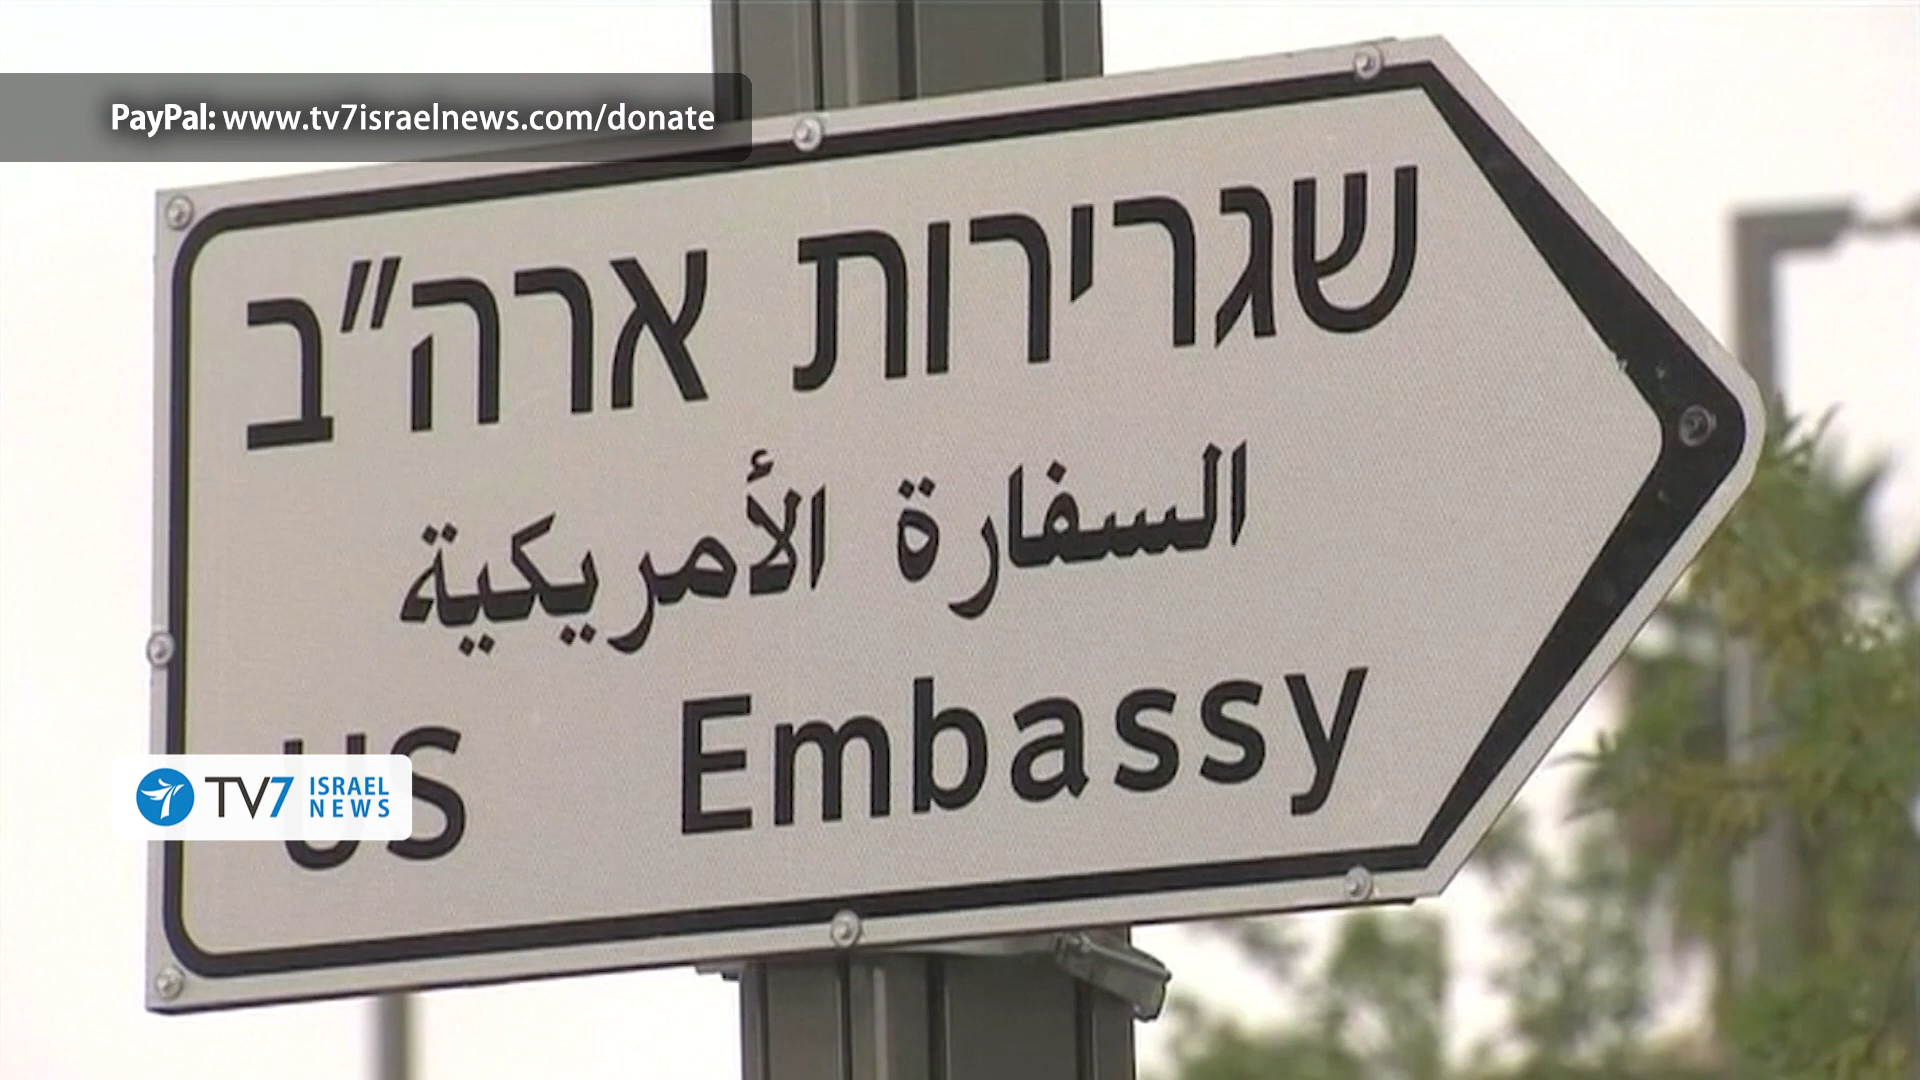 PayPal: www.tv7israelnews.com/donate
שגרירות ארה״ב
السفارة الأمريكية
US Embassy
TV7 ISRAEL
NEWS